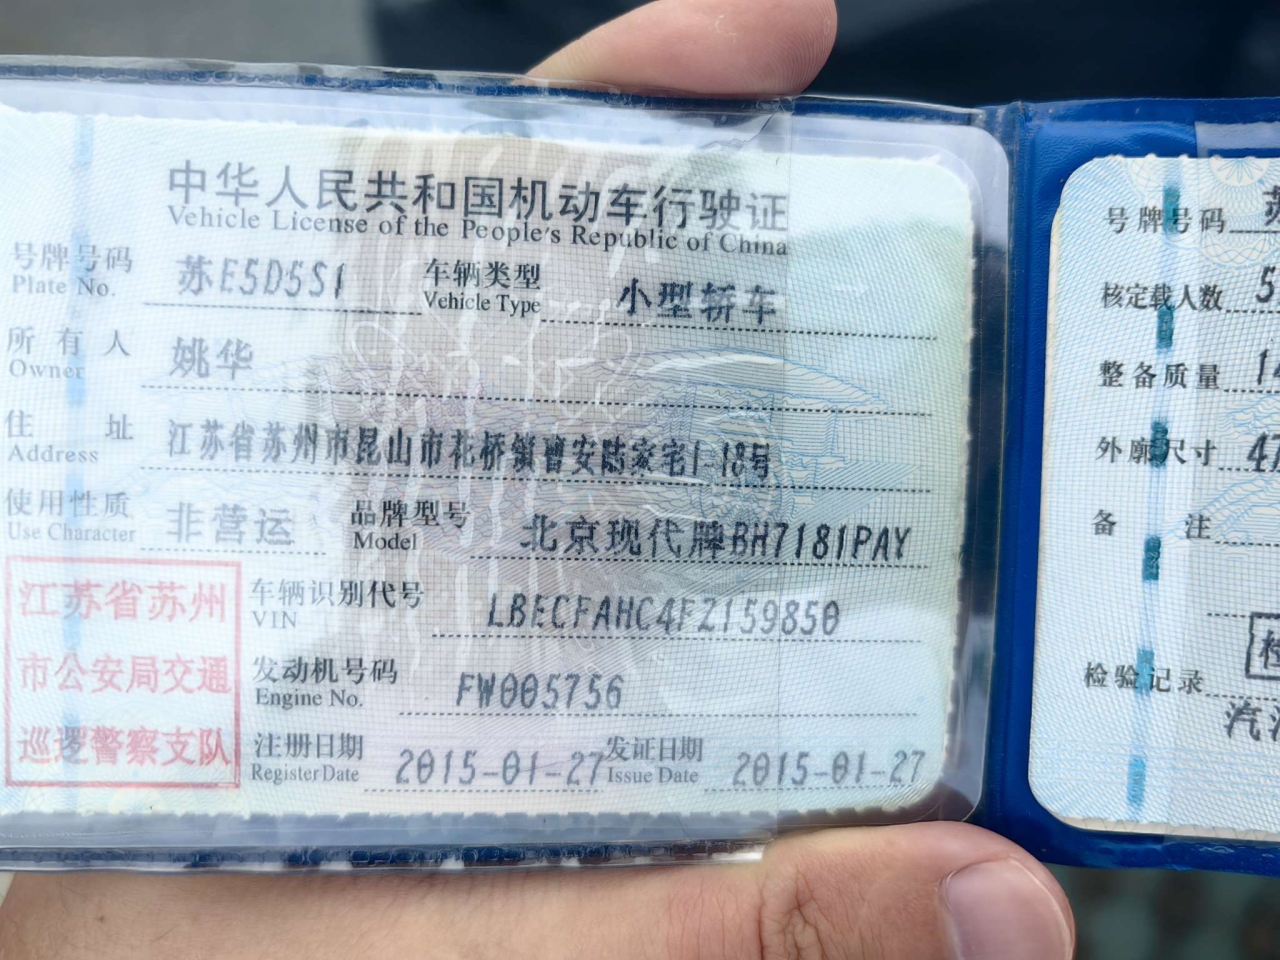 中华人民共和国机动车行驶证
Vehicle License of the People's Republic of China
号牌号码 苏E5D5S1 车辆类型 小型轿车
Plate No. Vehicle Type
所有人 姚华
Owner
住址 江苏省苏州市昆山市花桥镇曹安陆家宅1-18号
Address
使用性质 非营运 品牌型号 北京现代牌BH7181PAY
Use Character Model
江苏省苏州
市公安局交通
巡逻警察支队
车辆识别代号 LBECFAHC4FZ159850
VIN
发动机号码 FW005756
Engine No.
注册日期 2015-01-27 发证日期 2015-01-27
Register Date Issue Date
号牌号码 苏
核定载人数 5
整备质量 14
外廓尺寸 47
备注
检验记录